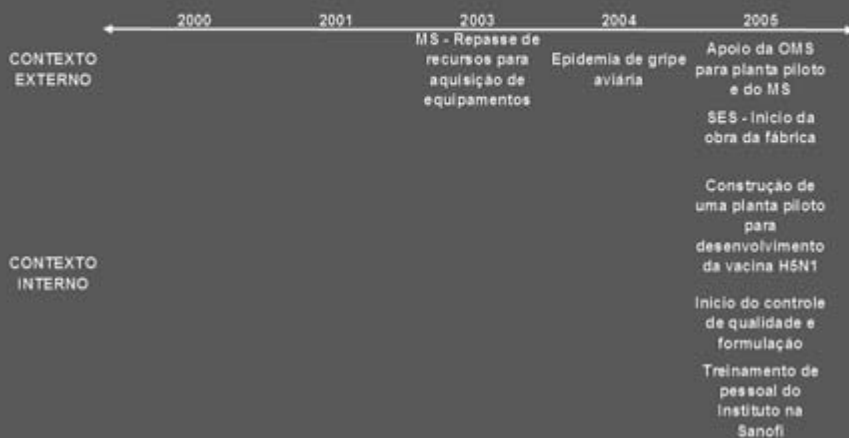 2000 2001 2003 2004 2005
CONTEXTO
EXTERNO
MS - Repasse de
recursos para
aquisição de
equipamentos
Epidemia de gripe
aviária
Apoio da OMS
para planta piloto
e do MS
SES - Início da
obra da fábrica
CONTEXTO
INTERNO
Construção de
uma planta piloto
para
desenvolvimento
da vacina H5N1
Início do controle
de qualidade e
formulação
Treinamento de
pessoal do
Instituto na
Sanofi